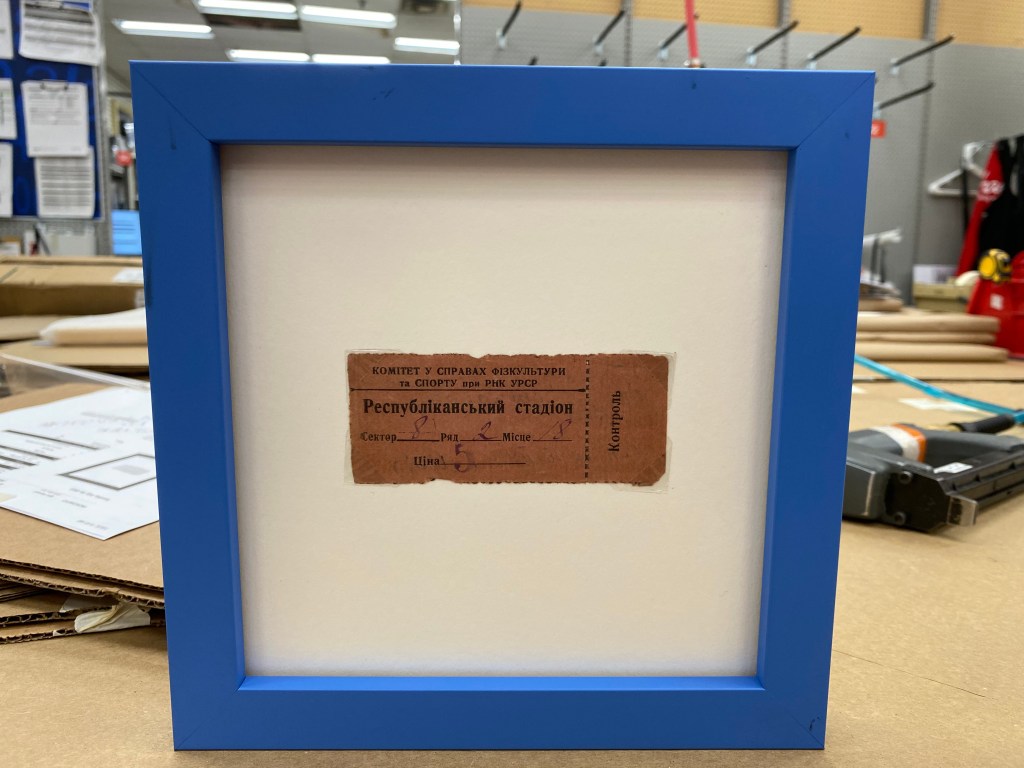 КОМІТЕТ У СПРАВАХ ФІЗКУЛЬТУРИ
та СПОРТУ при РНК УРСР
Республіканський стадіон
Сектор 8 Ряд 2 Місце 18
Ціна 5
Контроль